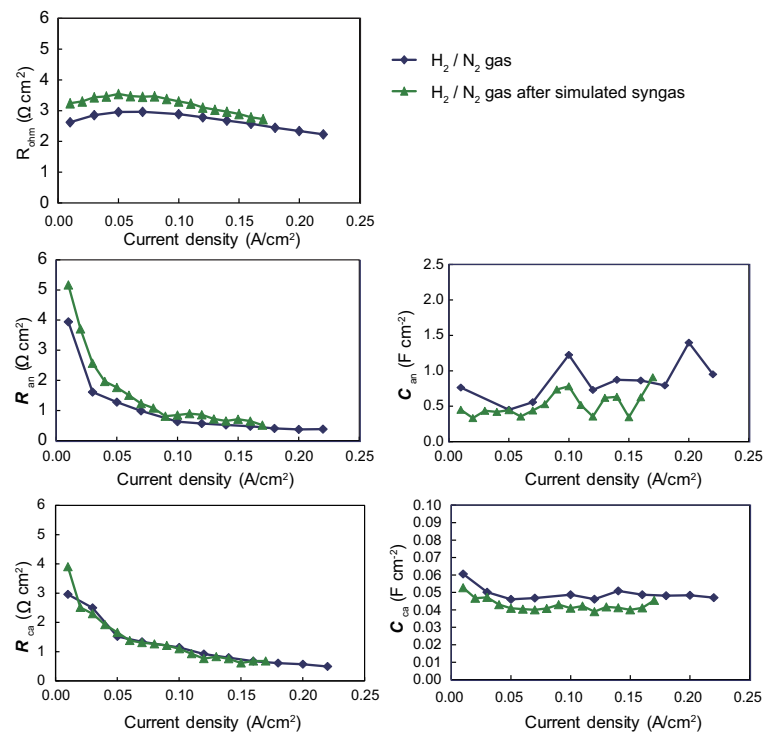 6
5
4
3
2
1
0
R ohm (Ω cm²)
0.00 0.05 0.10 0.15 0.20 0.25
Current density (A/cm²)
H₂ / N₂ gas
H₂ / N₂ gas after simulated syngas
6
5
4
3
2
1
0
R an (Ω cm²)
0.00 0.05 0.10 0.15 0.20 0.25
Current density (A/cm²)
2.5
2.0
1.5
1.0
0.5
0.0
C an (F cm⁻²)
0.00 0.05 0.10 0.15 0.20 0.25
Current density (A/cm²)
6
5
4
3
2
1
0
R ca (Ω cm²)
0.00 0.05 0.10 0.15 0.20 0.25
Current density (A/cm²)
0.10
0.09
0.08
0.07
0.06
0.05
0.04
0.03
0.02
0.01
0.00
C ca (F cm⁻²)
0.00 0.05 0.10 0.15 0.20 0.25
Current density (A/cm²)